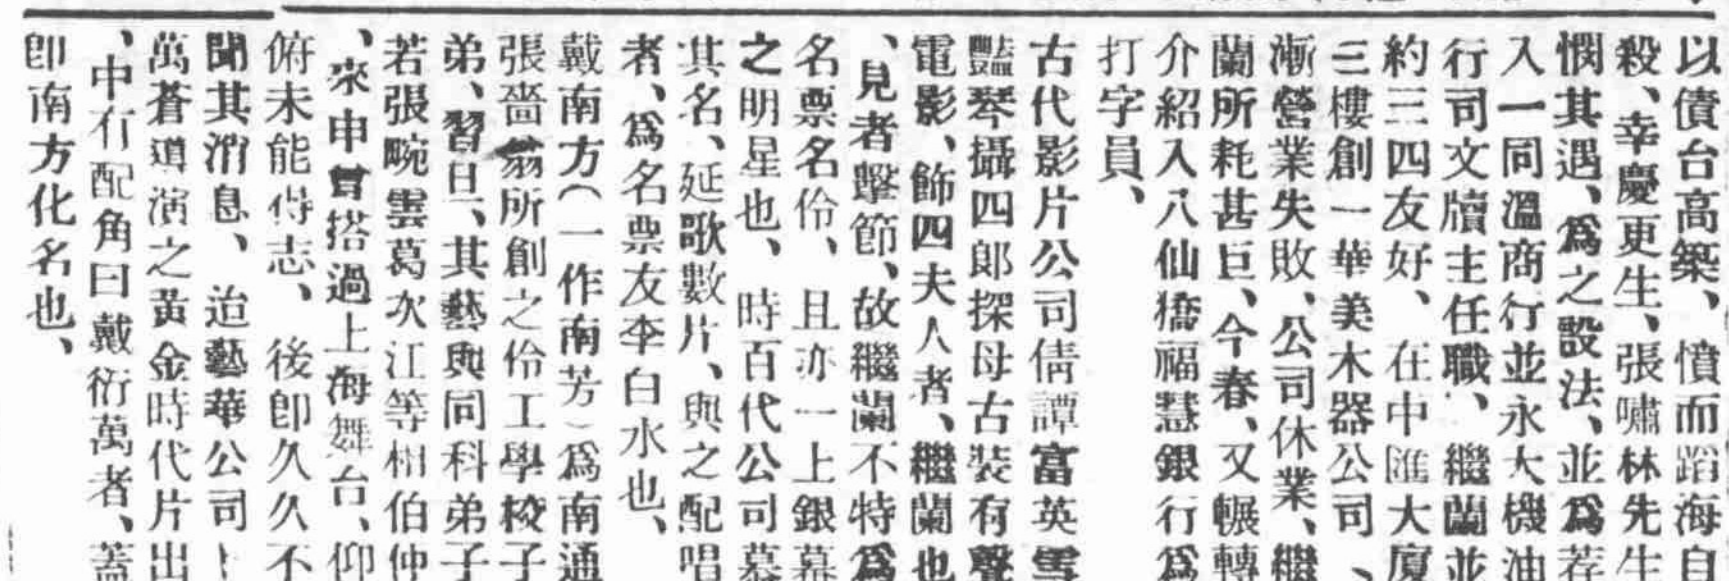 以債台高築、憤而蹈海自
殺、幸慶更生、張嘯林先生
憫其遇、爲之設法、並爲荐
入一同溫商行並永大機油
行司文牘主任職、繼蘭並
約三四友好、在中匯大廈
三樓創一華美木器公司、
漸營業失敗、公司休業、繼
蘭所耗甚巨、今春、又輾轉
介紹入八仙橋福慧銀行爲
打字員、
古代影片公司倩譚富英雪
豔琴攝四郞探母古裝有聲
電影、飾四夫人者、繼蘭也
、見者擊節、故繼蘭不特爲
名票名伶、且亦一上銀幕
之明星也、時百代公司慕
其名、延歌數片、與之配唱
者、爲名票友李白水也、
戴南方（一作南芳）爲南通
張嗇翁所創之伶工學校子
弟、習旦、其藝與同科弟子
若張畹雲葛次江等相伯仲
、來申曾搭過上海舞台、仰
俯未能得志、後卽久久不
聞其消息、迨藝華公司上
萬蒼道演之黃金時代片出
、中有配角曰戴衍萬者、蓋
卽南方化名也、